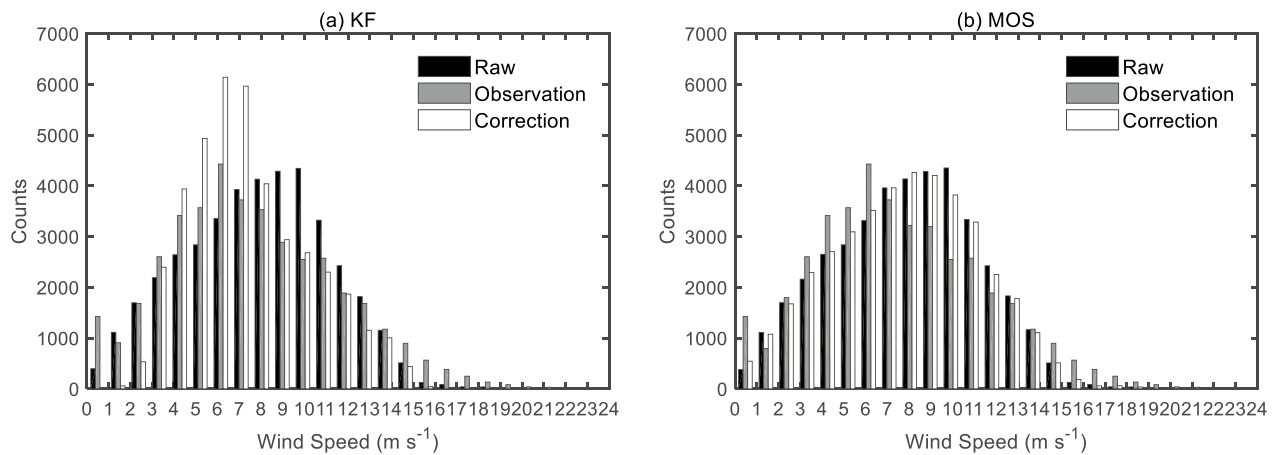 (a) KF
7000
6000
5000
4000
3000
2000
1000
0
Counts
Raw
Observation
Correction
0 1 2 3 4 5 6 7 8 9 10 11 12 13 14 15 16 17 18 19 20 21 22 23 24
Wind Speed (m s-1)
(b) MOS
7000
6000
5000
4000
3000
2000
1000
0
Counts
Raw
Observation
Correction
0 1 2 3 4 5 6 7 8 9 10 11 12 13 14 15 16 17 18 19 20 21 22 23 24
Wind Speed (m s-1)